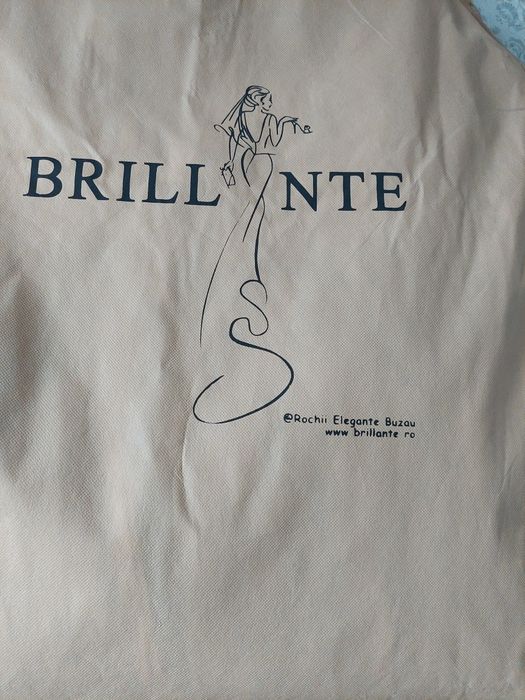 BRILL NTE
@Rochii Elegante Buzau
www brillante ro